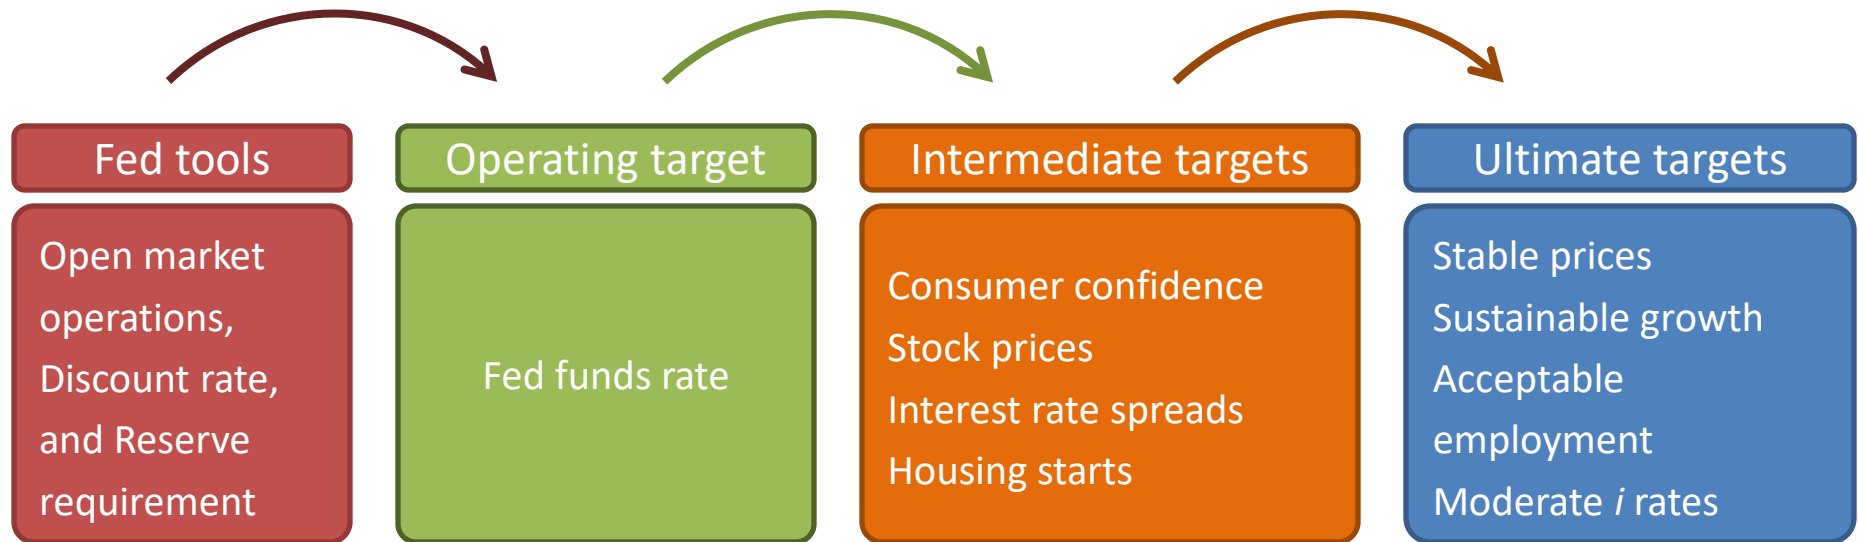 Fed tools
Open market
operations,
Discount rate,
and Reserve
requirement
Operating target
Fed funds rate
Intermediate targets
Consumer confidence
Stock prices
Interest rate spreads
Housing starts
Ultimate targets
Stable prices
Sustainable growth
Acceptable
employment
Moderate i rates